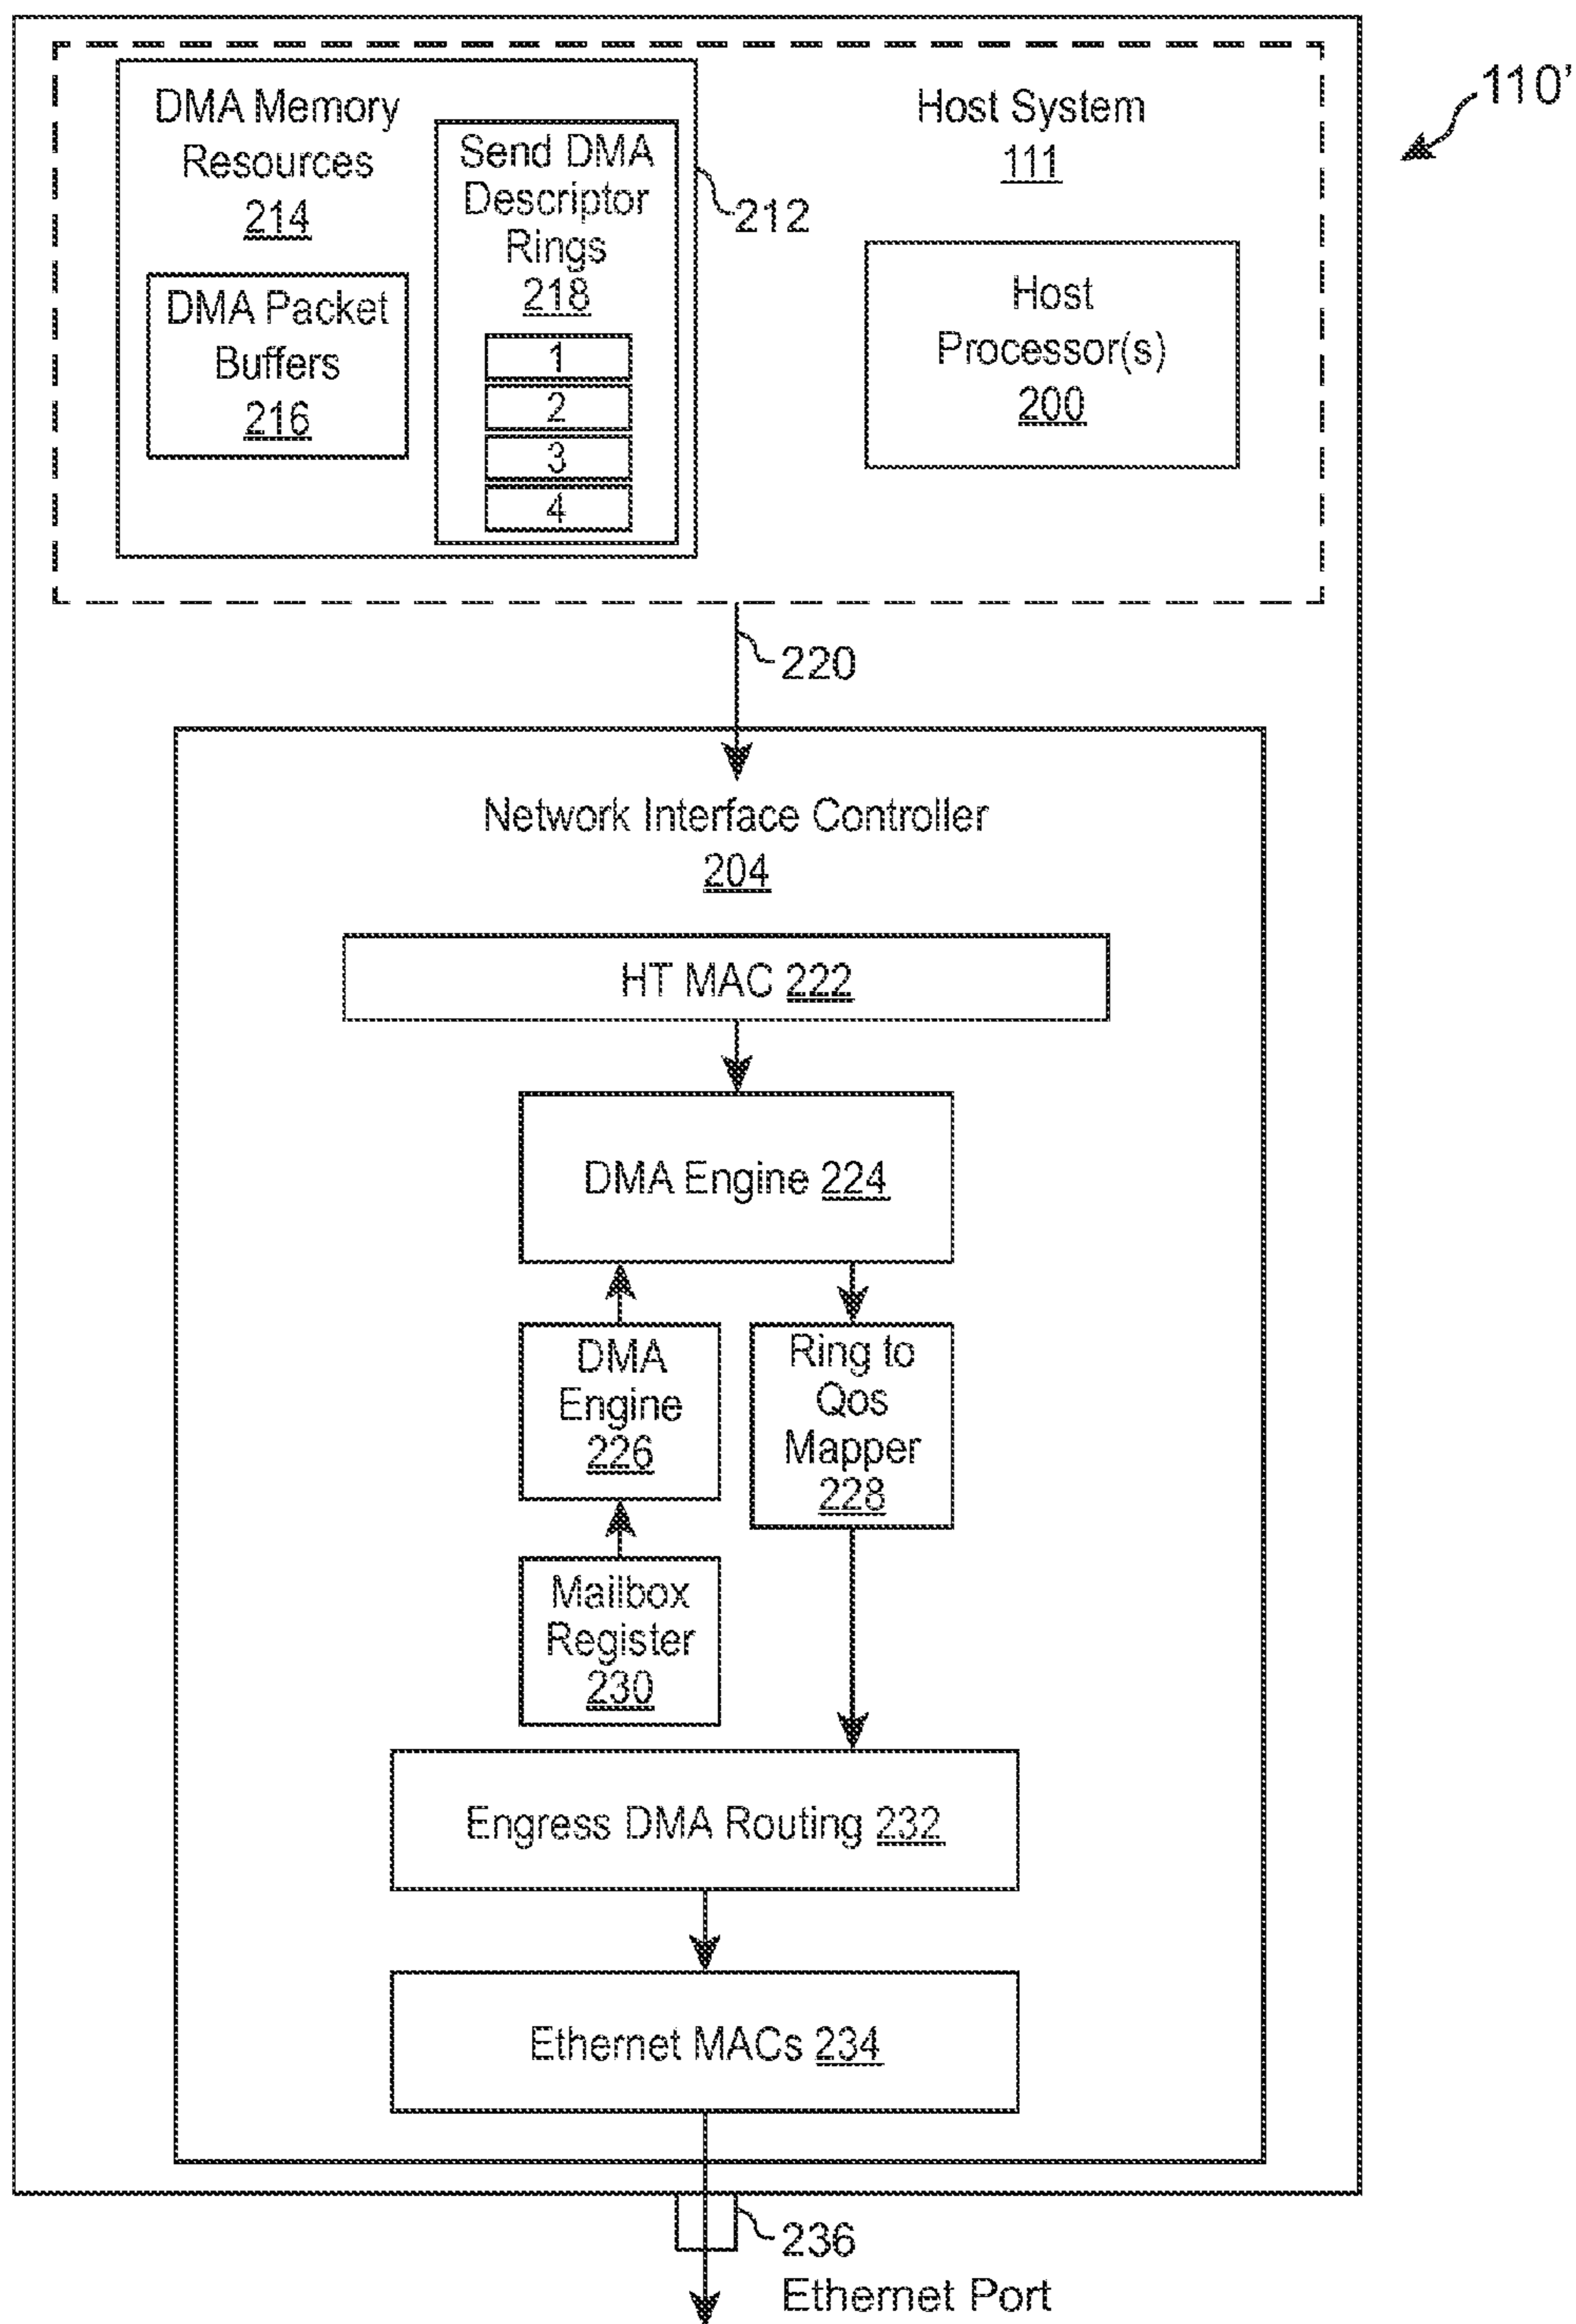 110'
DMA Memory
Resources
214
DMA Packet
Buffers
216
Send DMA
Descriptor
Rings
218
1
2
3
4
212
Host System
111
Host
Processor(s)
200
220
Network Interface Controller
204
HT MAC 222
DMA Engine 224
DMA
Engine
226
Ring to
Qos
Mapper
228
Mailbox
Register
230
Engress DMA Routing 232
Ethernet MACs 234
236
Ethernet Port